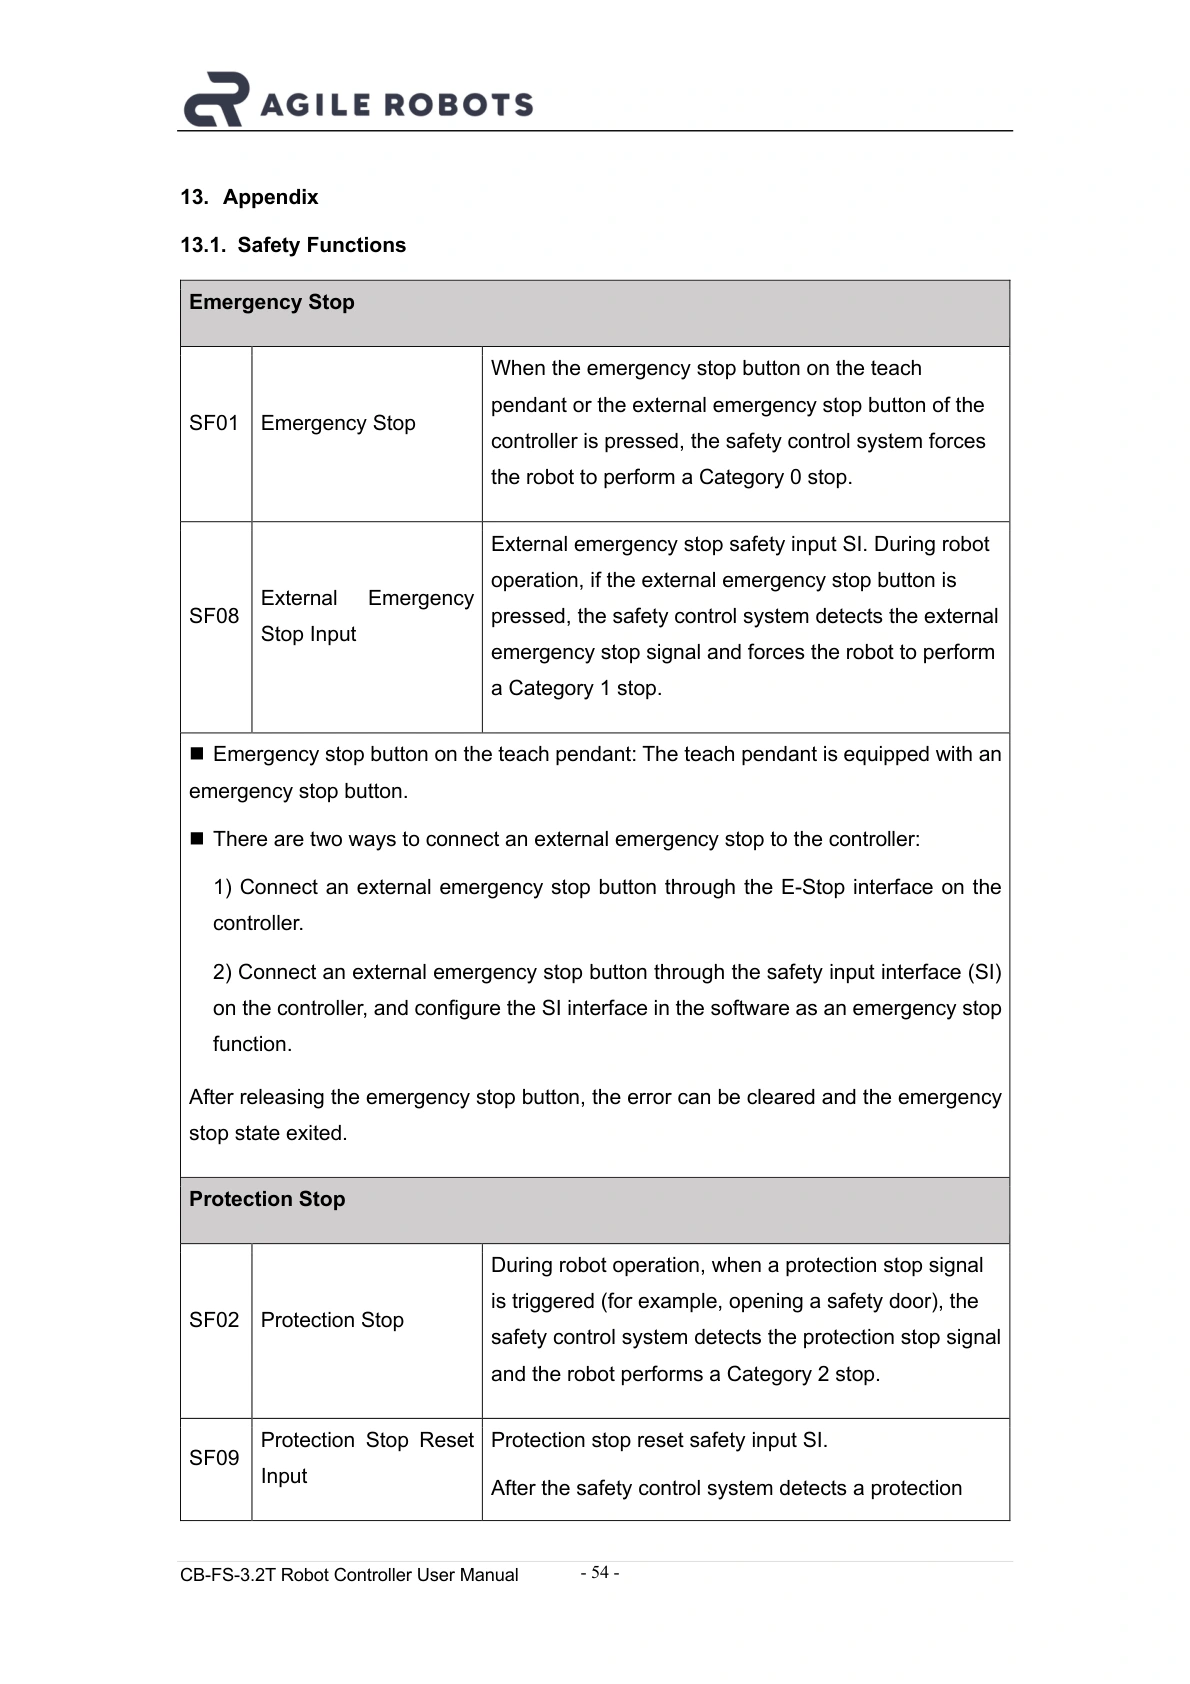 AGILE ROBOTS
13. Appendix
13.1. Safety Functions
Emergency Stop
SF01
Emergency Stop
When the emergency stop button on the teach
pendant or the external emergency stop button of the
controller is pressed, the safety control system forces
the robot to perform a Category 0 stop.
SF08
External Emergency
Stop Input
External emergency stop safety input SI. During robot
operation, if the external emergency stop button is
pressed, the safety control system detects the external
emergency stop signal and forces the robot to perform
a Category 1 stop.
■ Emergency stop button on the teach pendant: The teach pendant is equipped with an
emergency stop button.
■ There are two ways to connect an external emergency stop to the controller:
1) Connect an external emergency stop button through the E-Stop interface on the
controller.
2) Connect an external emergency stop button through the safety input interface (SI)
on the controller, and configure the SI interface in the software as an emergency stop
function.
After releasing the emergency stop button, the error can be cleared and the emergency
stop state exited.
Protection Stop
SF02
Protection Stop
During robot operation, when a protection stop signal
is triggered (for example, opening a safety door), the
safety control system detects the protection stop signal
and the robot performs a Category 2 stop.
SF09
Protection Stop Reset
Input
Protection stop reset safety input SI.
After the safety control system detects a protection
CB-FS-3.2T Robot Controller User Manual
- 54 -